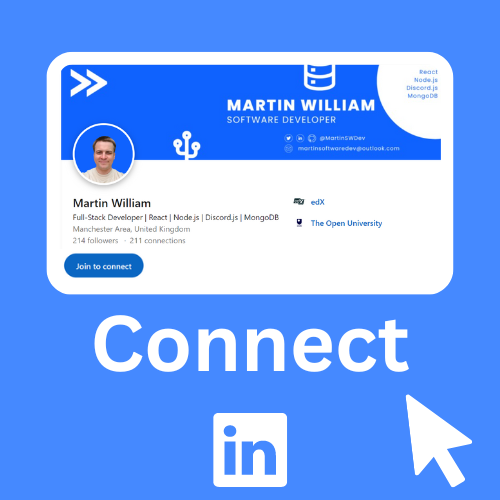 React
Node.js
Discord.js
MongoDB
MARTIN WILLIAM
SOFTWARE DEVELOPER
@MartinSWDev
martinsoftwaredev@outlook.com
Martin William
Full-Stack Developer | React | Node.js | Discord.js | MongoDB
Manchester Area, United Kingdom
214 followers · 211 connections
edX
The Open University
Join to connect
Connect
in